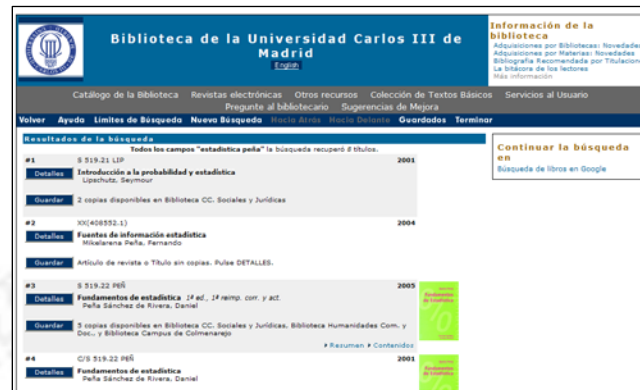 Biblioteca de la Universidad Carlos III de
Madrid
English
Información de la
biblioteca
Adquisiciones por Bibliotecas: Novedades
Adquisiciones por Materias: Novedades
Bibliografía Recomendada por Titulacione
La bitácora de los lectores
Más información
Catálogo de la Biblioteca Revistas electrónicas Otros recursos Colección de Textos Básicos Servicios al Usuario
Pregunte al bibliotecario Sugerencias de Mejora
Volver Ayuda Límites de Búsqueda Nueva Búsqueda Hacia Atrás Hacia Delante Guardados Terminar
Resultados de la búsqueda
Todos los campos "estadistica peña" la búsqueda recuperó 8 títulos.
#1 S 519.21 LIP 2001
Detalles Introducción a la probabilidad y estadística
Lipschutz, Seymour
Guardar 2 copias disponibles en Biblioteca CC. Sociales y Jurídicas
#2 XX(408552.1) 2004
Detalles Fuentes de información estadística
Mikelarena Peña, Fernando
Guardar Artículo de revista o Título sin copias. Pulse DETALLES.
#3 S 519.22 PEÑ 2005
Detalles Fundamentos de estadística 1ª ed., 1ª reimp. corr. y act.
Peña Sánchez de Rivera, Daniel
Guardar 5 copias disponibles en Biblioteca CC. Sociales y Jurídicas, Biblioteca Humanidades Com. y
Doc., y Biblioteca Campus de Colmenarejo
Resumen Contenidos
#4 C/S 519.22 PEÑ 2001
Detalles Fundamentos de estadística
Peña Sánchez de Rivera, Daniel
Continuar la búsqueda
en
Búsqueda de libros en Google
Fundamentos
de Estadística
Fundamentos
de Estadística